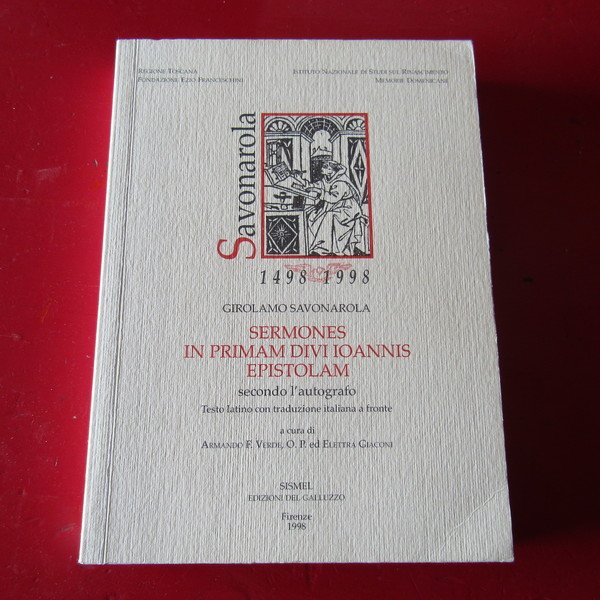 REGIONE TOSCANA
FONDAZIONE EZIO FRANCESCHINI
ISTITUTO NAZIONALE DI STUDI SUL RINASCIMENTO
MEMORIE DOMENICANE
Savonarola
1498 1998
GIROLAMO SAVONAROLA
SERMONES
IN PRIMAM DIVI IOANNIS
EPISTOLAM
secondo l'autografo
Testo latino con traduzione italiana a fronte
a cura di
ARMANDO F. VERDE, O. P. ed ELETTRA GIACONI
SISMEL
EDIZIONI DEL GALLUZZO
Firenze
1998